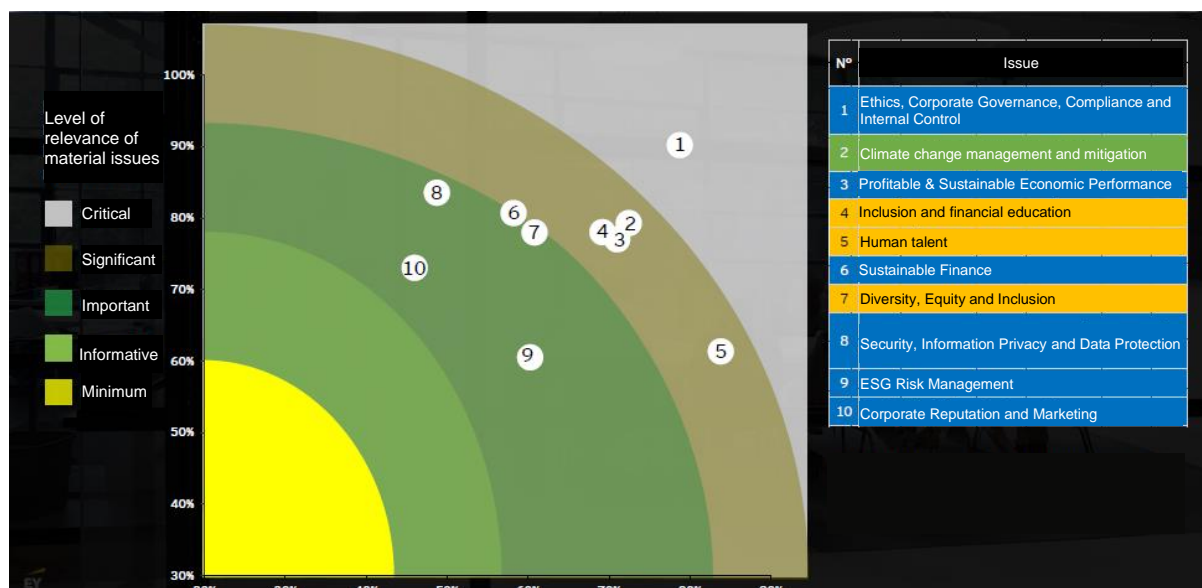 Level of
relevance of
material issues
Critical
Significant
Important
Informative
Minimum
100%
90%
80%
70%
60%
50%
40%
30%
1
8
6
2
7
4
3
10
9
5
50%
60%
70%
Nº Issue
1 Ethics, Corporate Governance, Compliance and
Internal Control
2 Climate change management and mitigation
3 Profitable & Sustainable Economic Performance
4 Inclusion and financial education
5 Human talent
6 Sustainable Finance
7 Diversity, Equity and Inclusion
8 Security, Information Privacy and Data Protection
9 ESG Risk Management
10 Corporate Reputation and Marketing
EY